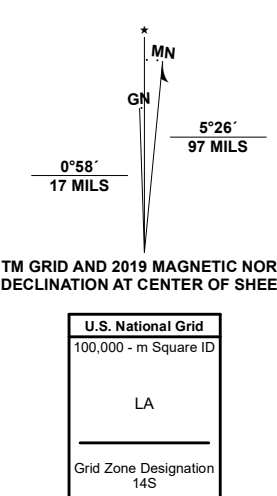 ★
MN
GN
5°26´
97 MILS
0°58´
17 MILS
TM GRID AND 2019 MAGNETIC NOR
DECLINATION AT CENTER OF SHEE
U.S. National Grid
100,000 - m Square ID
LA
Grid Zone Designation
14S